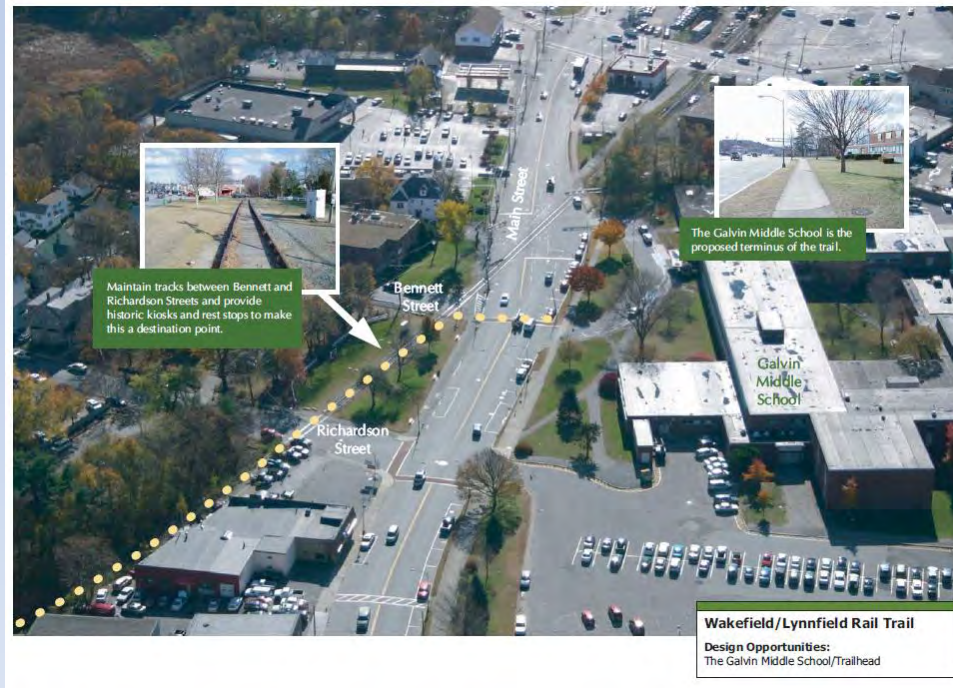 Main Street
The Galvin Middle School is the
proposed terminus of the trail.
Maintain tracks between Bennett and
Richardson Streets and provide
historic kiosks and rest stops to make
this a destination point.
Bennett
Street
Galvin
Middle
School
Richardson
Street
Wakefield/Lynnfield Rail Trail
Design Opportunities:
The Galvin Middle School/Trailhead